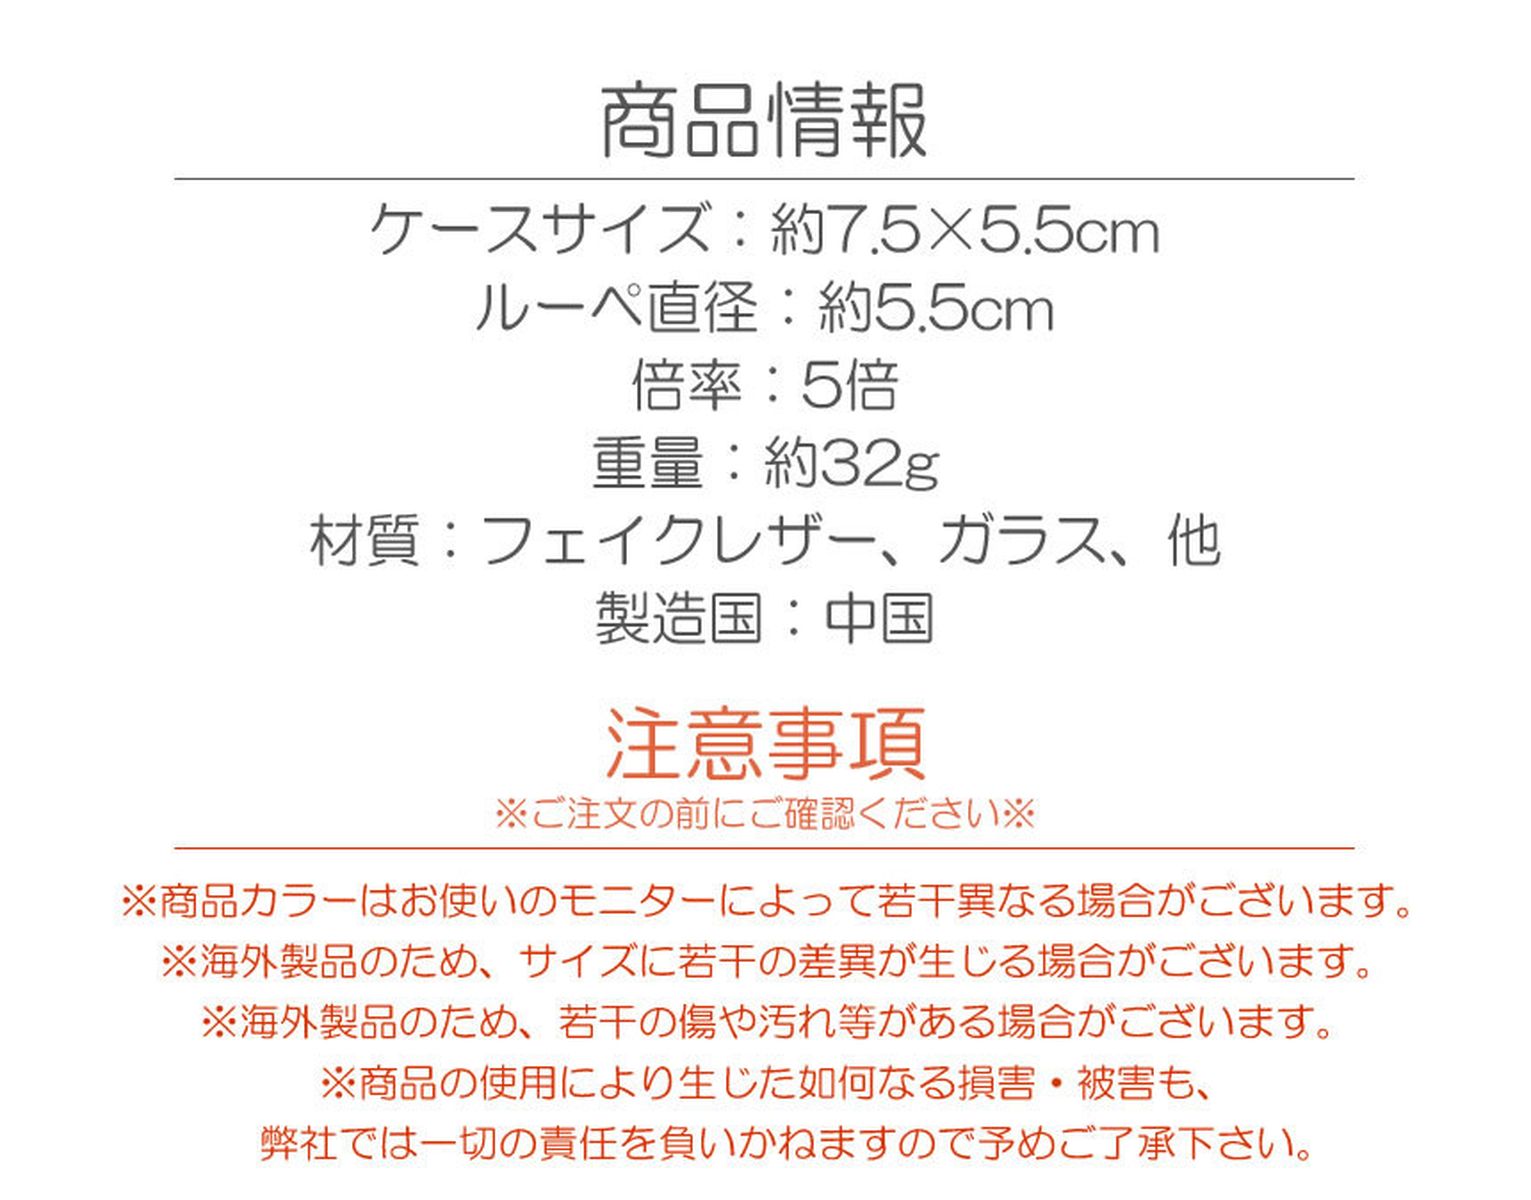 商品情報
ケースサイズ：約7.5×5.5cm
ルーペ直径：約5.5cm
倍率：5倍
重量：約32g
材質：フェイクレザー、ガラス、他
製造国：中国
注意事項
※ご注文の前にご確認ください※
※商品カラーはお使いのモニターによって若干異なる場合がございます。
※海外製品のため、サイズに若干の差異が生じる場合がございます。
※海外製品のため、若干の傷や汚れ等がある場合がございます。
※商品の使用により生じた如何なる損害・被害も、
弊社では一切の責任を負いかねますので予めご了承下さい。